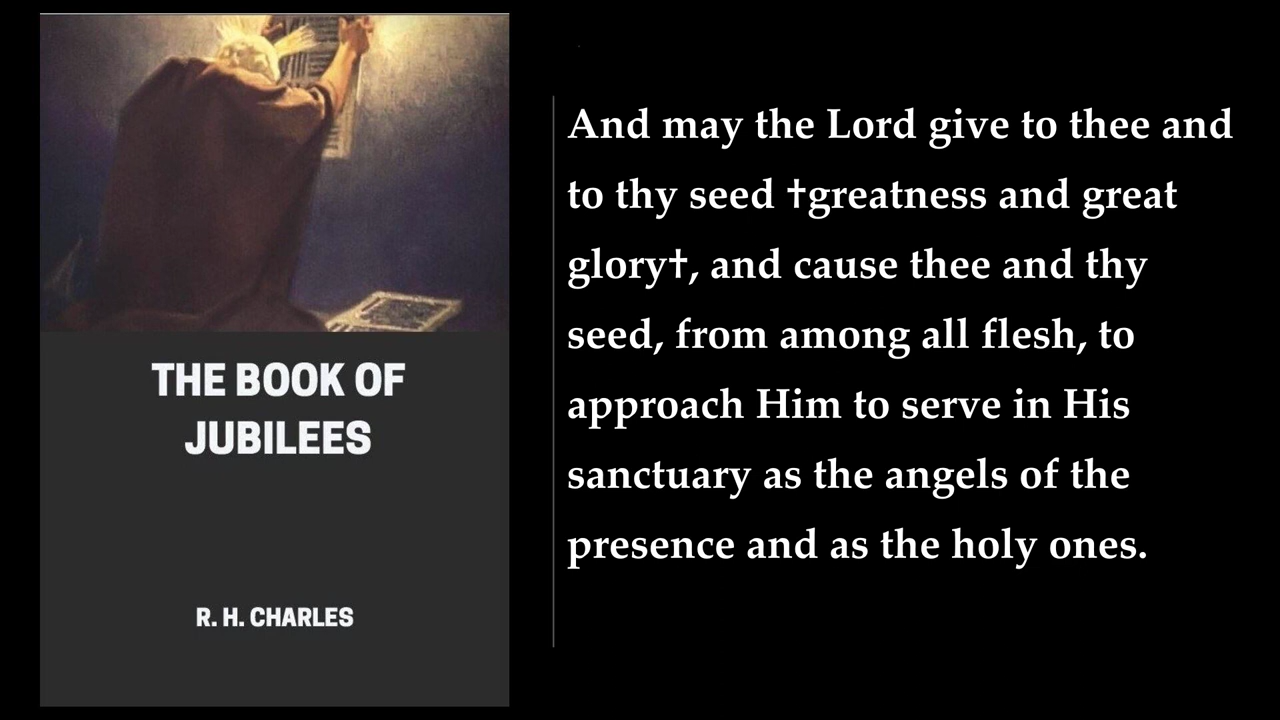 THE BOOK OF
JUBILEES
R. H. CHARLES
And may the Lord give to thee and
to thy seed †greatness and great
glory†, and cause thee and thy
seed, from among all flesh, to
approach Him to serve in His
sanctuary as the angels of the
presence and as the holy ones.